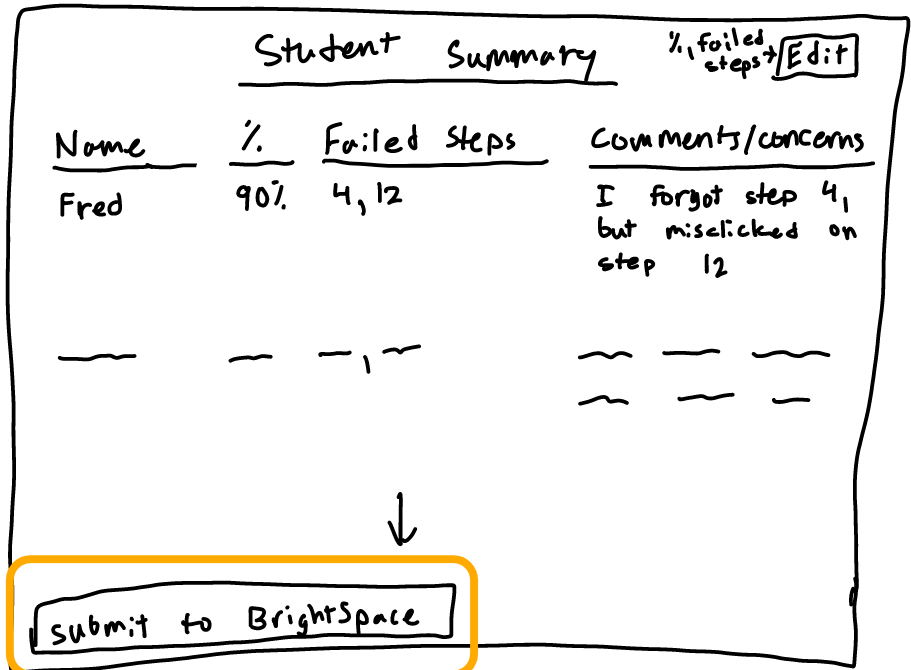 Student Summary
%, failed
steps → Edit
Name % Failed Steps Comments/concerns
Fred 90% 4, 12 I forgot step 4,
but misclicked on
step 12
submit to BrightSpace